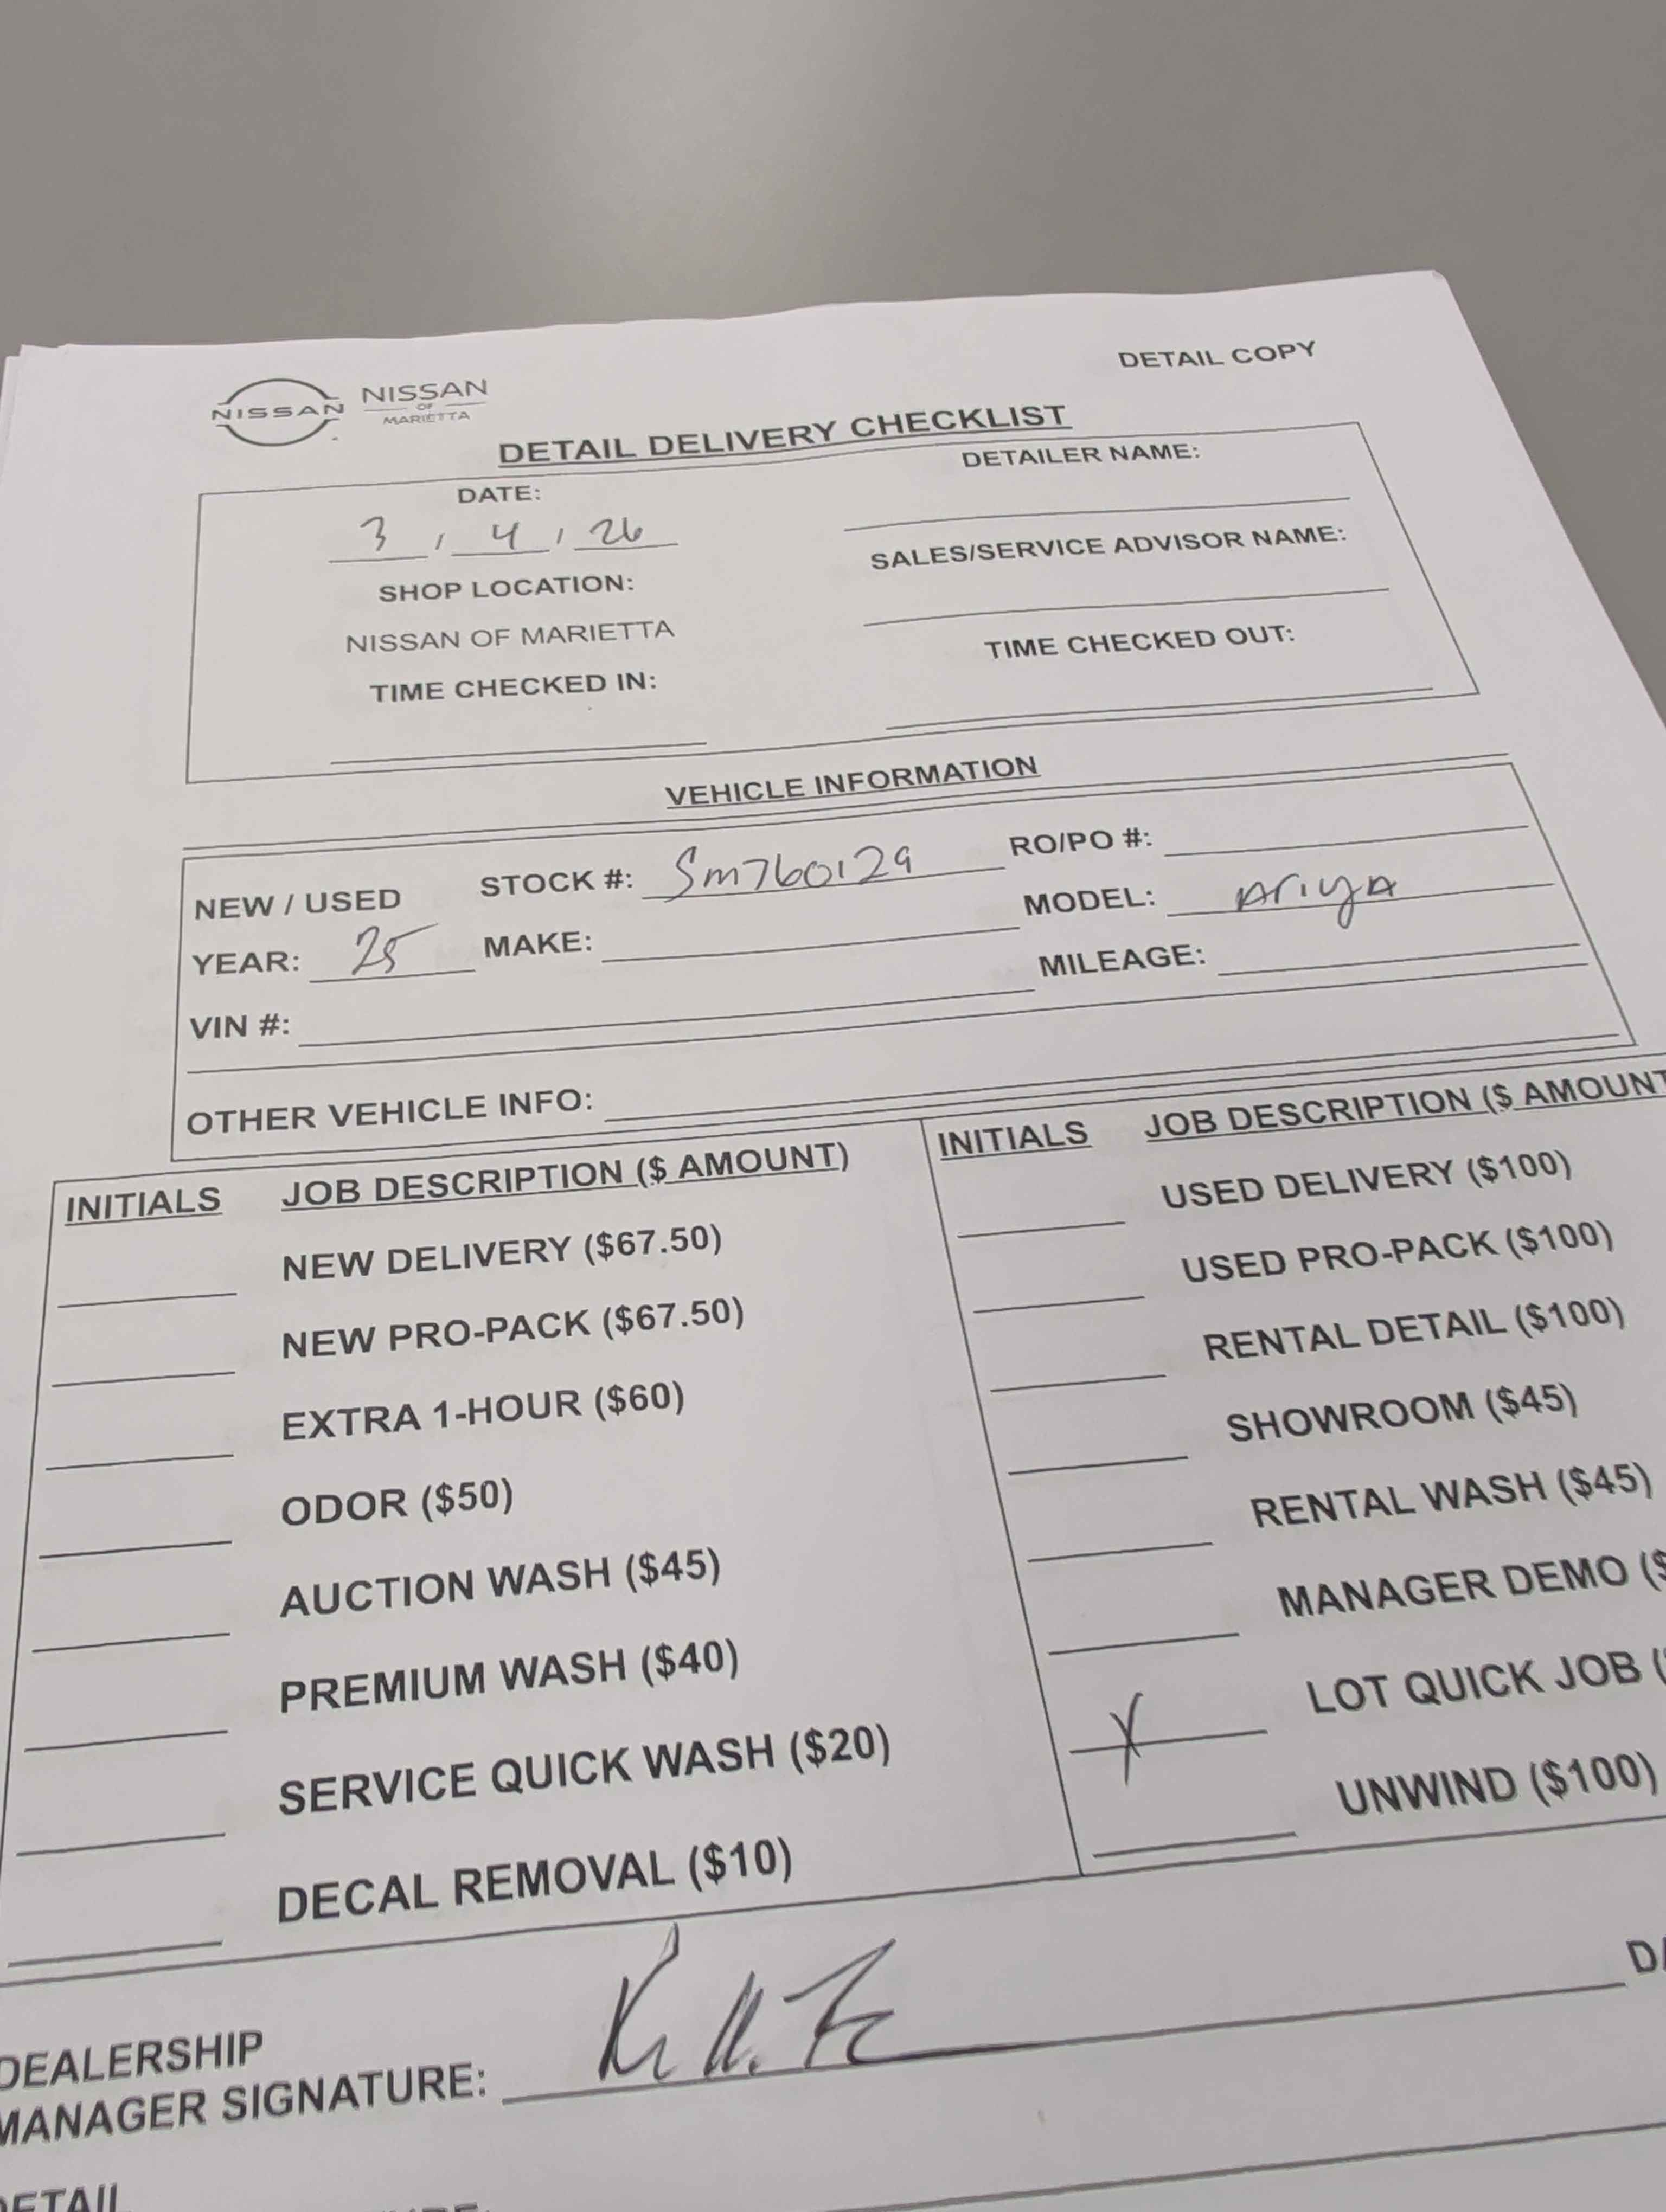 DETAIL COPY
NISSAN NISSAN
OF
MARIETTA
DETAIL DELIVERY CHECKLIST
DATE:
3 / 4 / 26
DETAILER NAME:
SHOP LOCATION:
NISSAN OF MARIETTA
SALES/SERVICE ADVISOR NAME:
TIME CHECKED IN:
TIME CHECKED OUT:
VEHICLE INFORMATION
NEW / USED STOCK #: Sm760129 RO/PO #:
YEAR: 25 MAKE: MODEL: Ariya
VIN #: MILEAGE:
OTHER VEHICLE INFO:
INITIALS JOB DESCRIPTION ($ AMOUNT)
NEW DELIVERY ($67.50)
NEW PRO-PACK ($67.50)
EXTRA 1-HOUR ($60)
ODOR ($50)
AUCTION WASH ($45)
PREMIUM WASH ($40)
SERVICE QUICK WASH ($20)
DECAL REMOVAL ($10)
INITIALS JOB DESCRIPTION ($ AMOUNT
USED DELIVERY ($100)
USED PRO-PACK ($100)
RENTAL DETAIL ($100)
SHOWROOM ($45)
RENTAL WASH ($45)
MANAGER DEMO ($
X LOT QUICK JOB (
UNWIND ($100)
DEALERSHIP
MANAGER SIGNATURE: